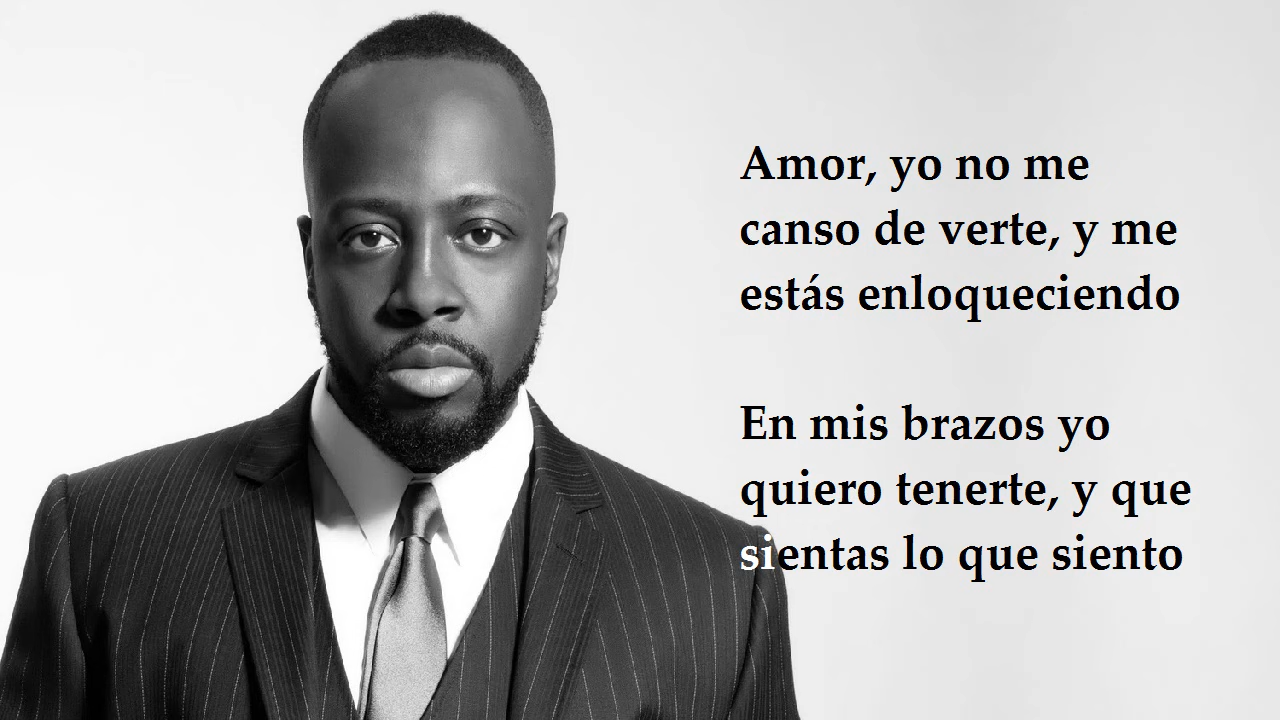 Amor, yo no me
canso de verte, y me
estás enloqueciendo
En mis brazos yo
quiero tenerte, y que
sientas lo que siento